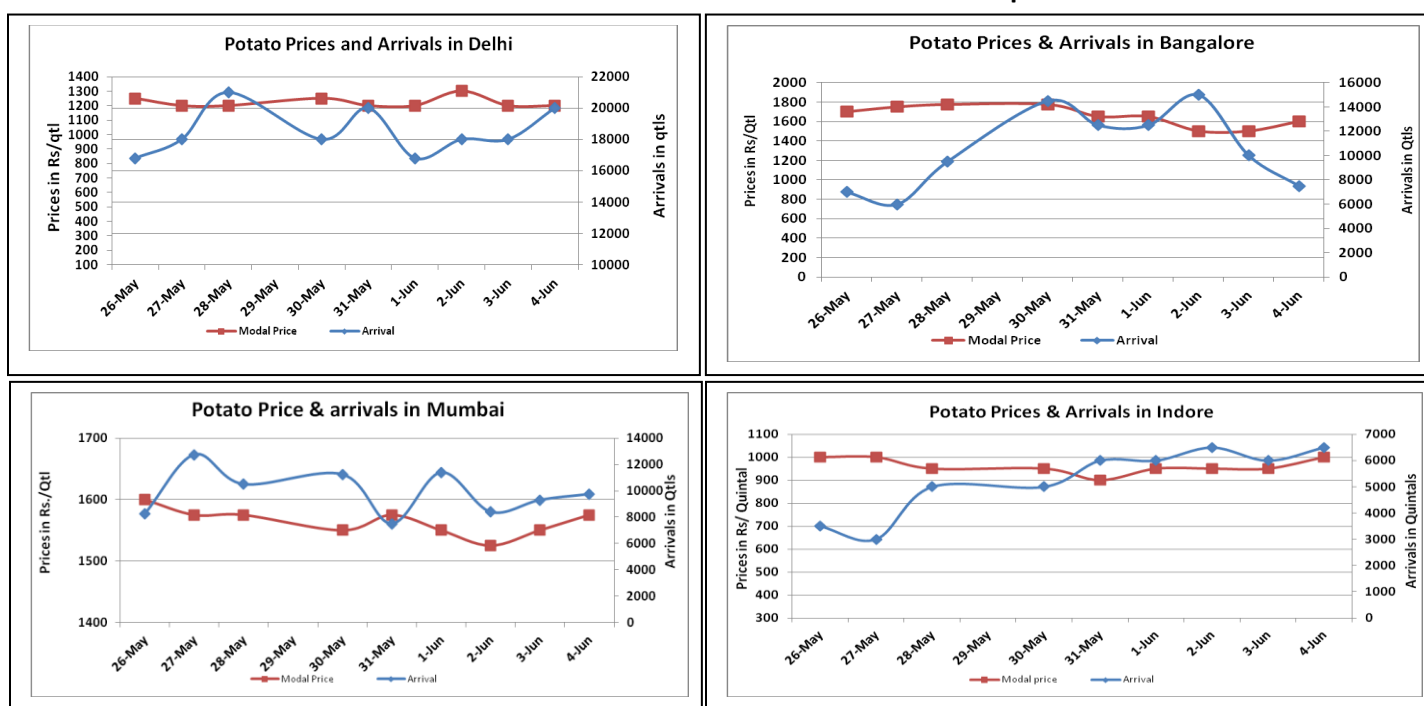 Potato Prices and Arrivals in Delhi
Prices in Rs/qtl
1400
1300
1200
1100
1000
900
800
700
600
500
400
300
200
100
22000
20000
18000
16000
14000
12000
10000
Arrivals in qtls
26-May
27-May
28-May
29-May
30-May
31-May
1-Jun
2-Jun
3-Jun
4-Jun
Modal Price
Arrival
Potato Prices & Arrivals in Bangalore
Prices in Rs/Qtl
2000
1800
1600
1400
1200
1000
800
600
400
200
0
16000
14000
12000
10000
8000
6000
4000
2000
0
Arrivals in Qtls
26-May
27-May
28-May
29-May
30-May
31-May
1-Jun
2-Jun
3-Jun
4-Jun
Modal Price
Arrival
Potato Price & arrivals in Mumbai
Prices in Rs./Qtl
1700
1600
1500
1400
14000
12000
10000
8000
6000
4000
2000
0
Arrivals in Qtls
26-May
27-May
28-May
29-May
30-May
31-May
1-Jun
2-Jun
3-Jun
4-Jun
Modal Price
Arrival
Potato Prices & Arrivals in Indore
Prices in Rs/ Quintal
1100
1000
900
800
700
600
500
400
300
7000
6000
5000
4000
3000
2000
1000
0
Arrivals in Quintals
26-May
27-May
28-May
29-May
30-May
31-May
1-Jun
2-Jun
3-Jun
4-Jun
Modal price
Arrival